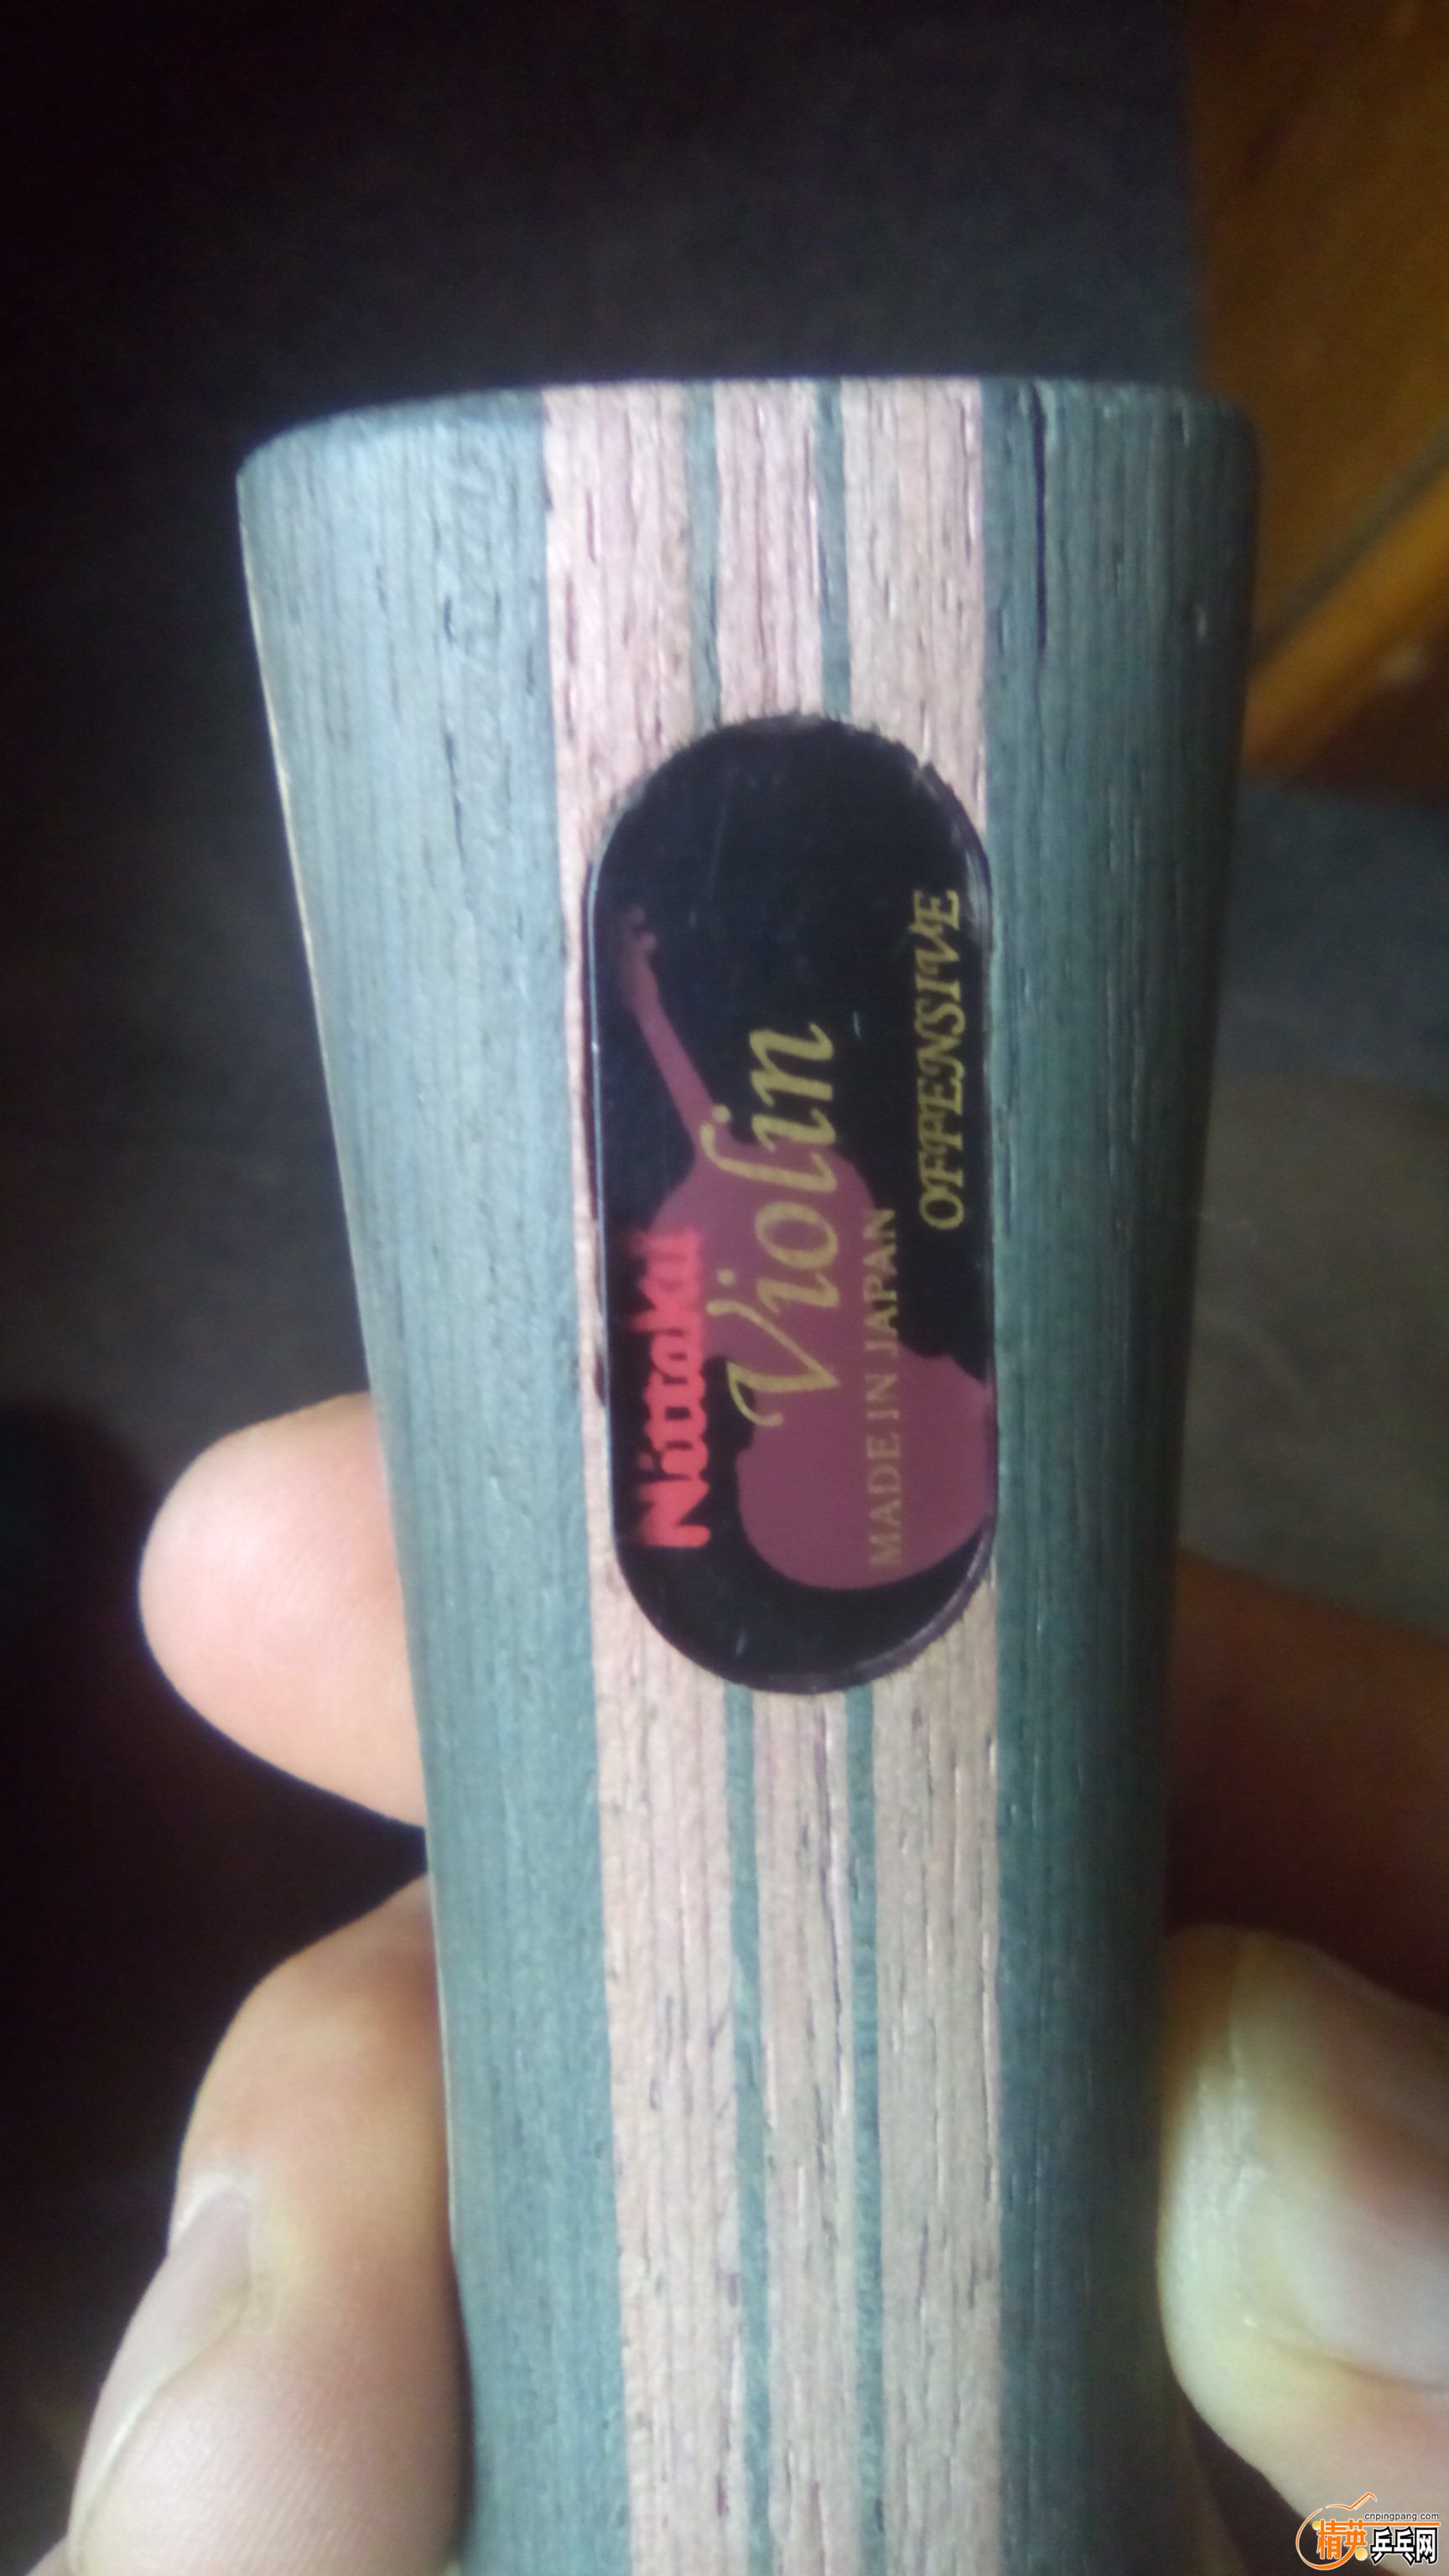 Nittaku
Violin
MADE IN JAPAN
OFFENSIVE
cnpingpang.com
精英乒乓网